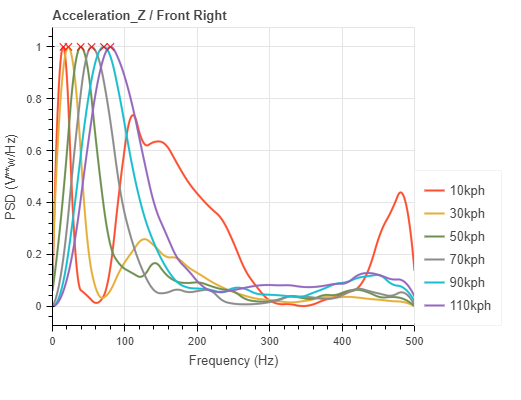 Acceleration_Z / Front Right
PSD (V**w/Hz)
1
0.8
0.6
0.4
0.2
0
0
100
200
300
400
500
Frequency (Hz)
10kph
30kph
50kph
70kph
90kph
110kph